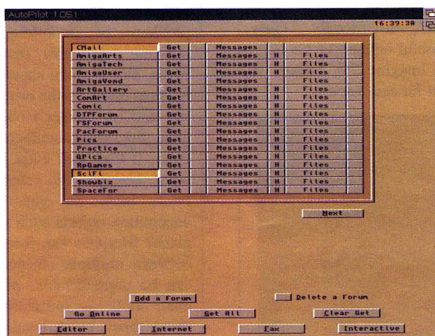 AutoPilot 1.0S1
16:39:30
CMail Get Messages
AmigaArts Get Messages H Files
AmigaTech Get Messages H Files
AmigaUser Get Messages H Files
AmigaVend Get Messages
ArtGallery Get Messages H Files
ComArt Get Messages H Files
Comic Get Messages H Files
DTPForum Get Messages H Files
FSForum Get Messages H Files
PacForum Get Messages H Files
Pics Get Messages H Files
Practice Get Messages H Files
QPics Get Messages H Files
RpGames Get Messages H Files
SciFi Get Messages H Files
Showbiz Get Messages H Files
SpaceFor Get Messages H Files
Next
Add a Forum Delete a Forum
Go Online Get All Clear Get
Editor Internet Fax Interactive